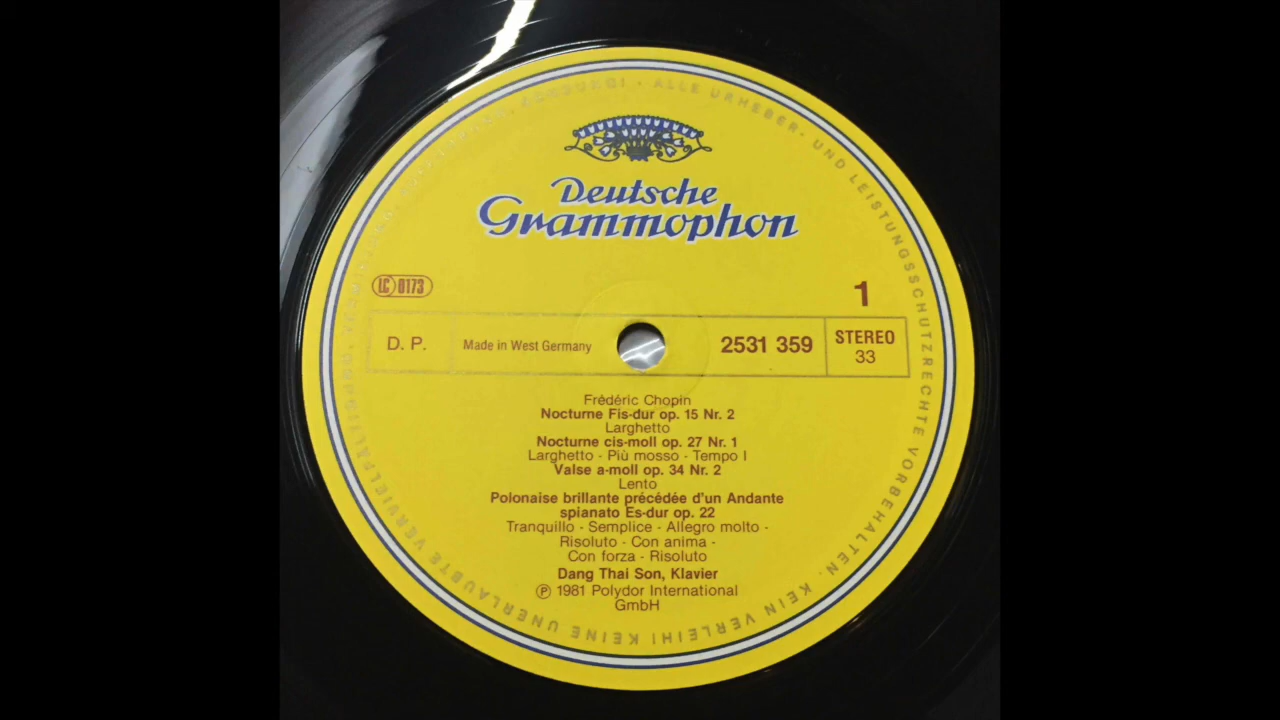 Deutsche
Grammophon
LC 0173
1
D. P.
Made in West Germany
2531 359
STEREO
33
Frédéric Chopin
Nocturne Fis-dur op. 15 Nr. 2
Larghetto
Nocturne cis-moll op. 27 Nr. 1
Larghetto - Più mosso - Tempo I
Valse a-moll op. 34 Nr. 2
Lento
Polonaise brillante précédée d'un Andante
spianato Es-dur op. 22
Tranquillo - Semplice - Allegro molto -
Risoluto - Con anima -
Con forza - Risoluto
Dang Thai Son, Klavier
℗ 1981 Polydor International
GmbH
ALLE URHEBER- UND LEISTUNGSSCHUTZRECHTE VORBEHALTEN. KEIN VERLEIH! KEINE UNERLAUBTE VERVIELFÄLTIGUNG,